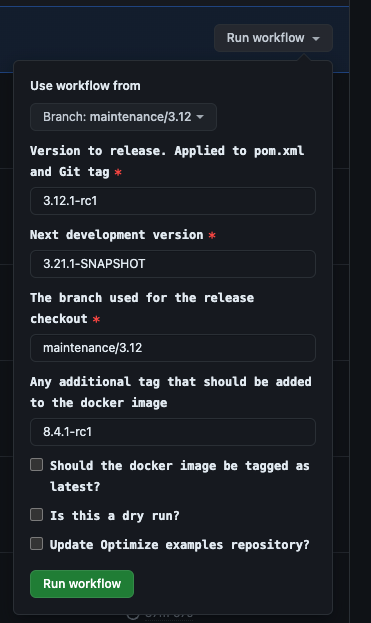 Run workflow
Use workflow from
Branch: maintenance/3.12
Version to release. Applied to pom.xml
and Git tag *
3.12.1-rc1
Next development version *
3.21.1-SNAPSHOT
The branch used for the release
checkout *
maintenance/3.12
Any additional tag that should be added
to the docker image
8.4.1-rc1
Should the docker image be tagged as
latest?
Is this a dry run?
Update Optimize examples repository?
Run workflow